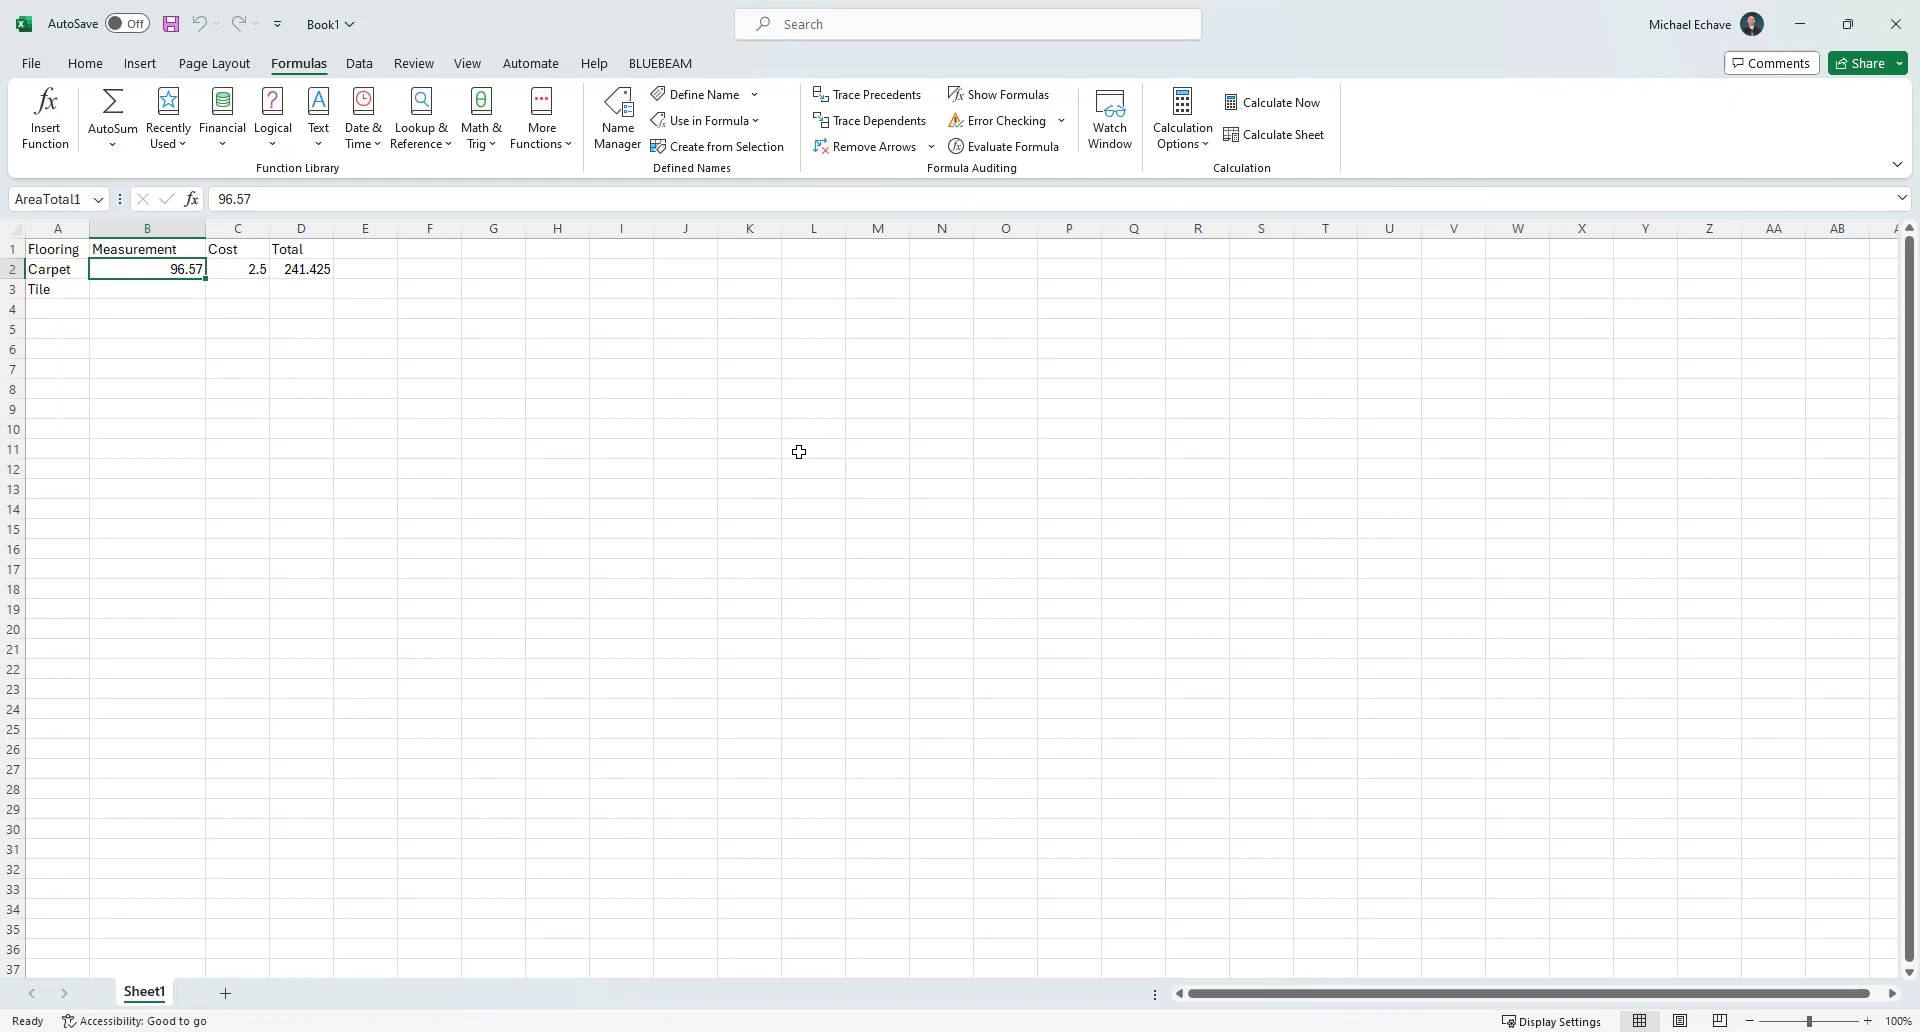 AutoSave Off Book1 Search Michael Echave
File Home Insert Page Layout Formulas Data Review View Automate Help BLUEBEAM Comments Share
Insert Function AutoSum Recently Used Financial Logical Text Date & Time Lookup & Reference Math & Trig More Functions
Function Library
Name Manager Define Name Use in Formula Create from Selection
Defined Names
Trace Precedents Show Formulas
Trace Dependents Error Checking
Remove Arrows Evaluate Formula
Formula Auditing
Watch Window
Calculation Options Calculate Now Calculate Sheet
Calculation
AreaTotal1 fx 96.57
A B C D E F G H I J K L M N O P Q R S T U V W X Y Z AA AB
1 Flooring Measurement Cost Total
2 Carpet 96.57 2.5 241.425
3 Tile
4
5
6
7
8
9
10
11
12
13
14
15
16
17
18
19
20
21
22
23
24
25
26
27
28
29
30
31
32
33
34
35
36
37
Sheet1
Ready Accessibility: Good to go Display Settings 100%